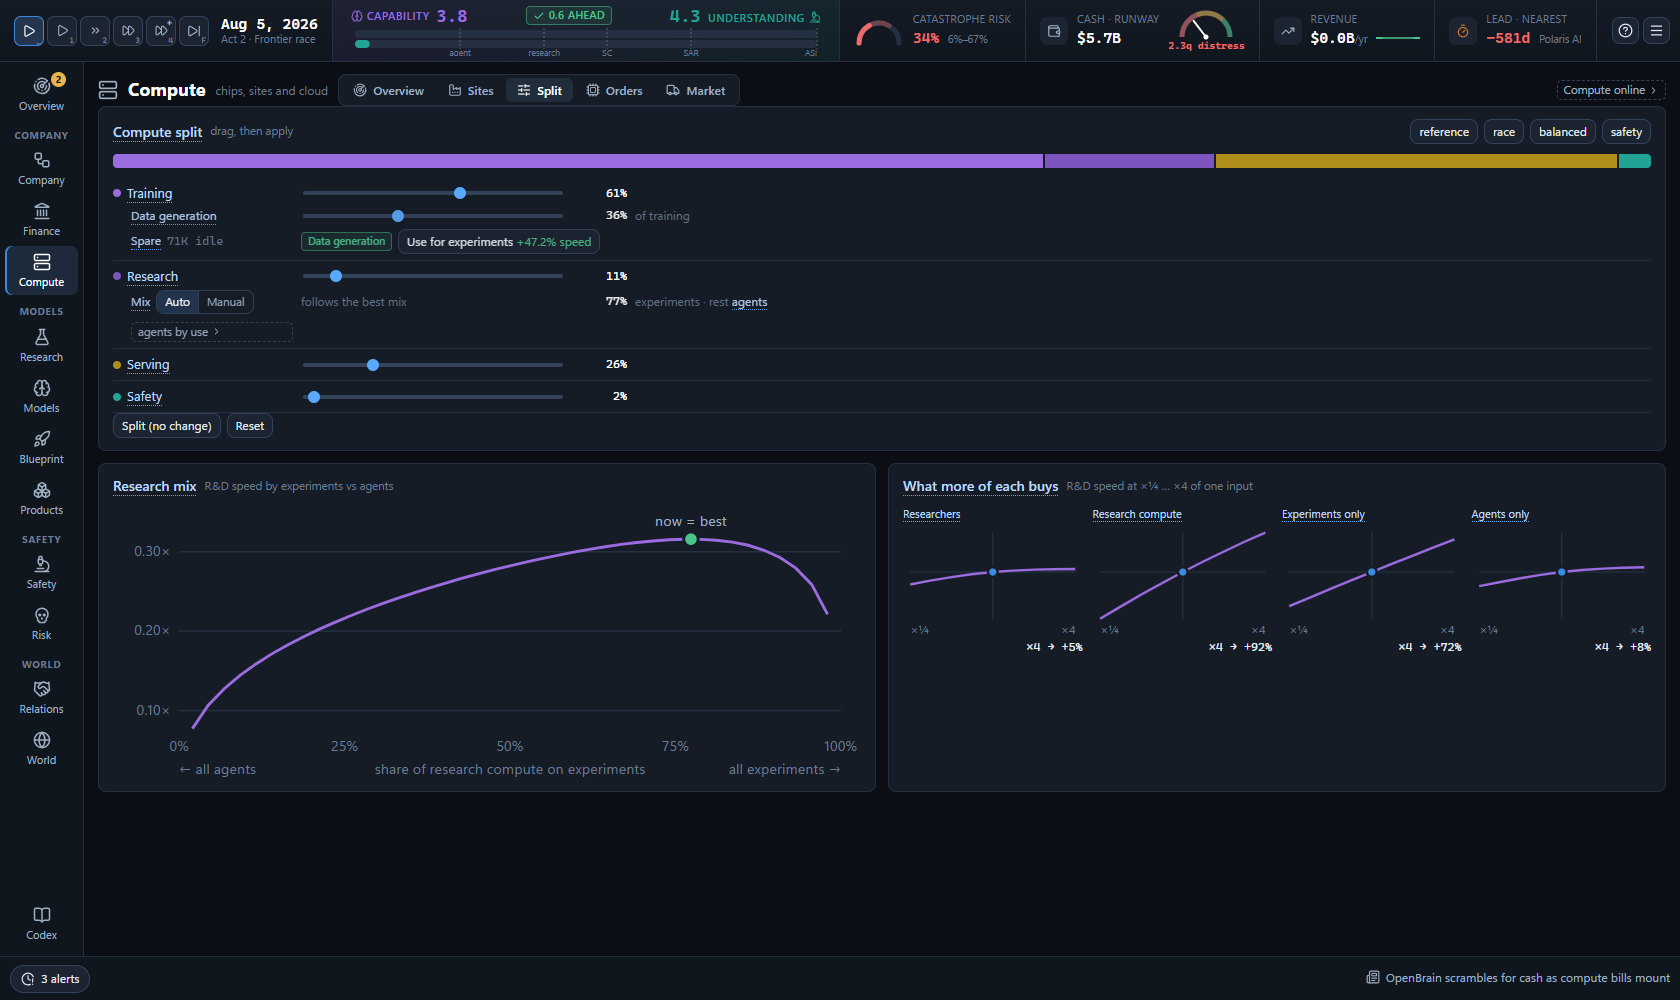 Aug 5, 2026
Act 2 · Frontier race
1
2
3
4
F
CAPABILITY 3.8
✓ 0.6 AHEAD
4.3 UNDERSTANDING
agent
research
SC
SAR
ASI
CATASTROPHE RISK
34% 6%–67%
CASH · RUNWAY
$5.7B
2.3q distress
REVENUE
$0.0B/yr
LEAD · NEAREST
−581d Polaris AI
2
Overview
COMPANY
Company
Finance
Compute
MODELS
Research
Models
Blueprint
Products
SAFETY
Safety
Risk
WORLD
Relations
World
Codex
Compute chips, sites and cloud
Overview
Sites
Split
Orders
Market
Compute online ›
Compute split drag, then apply
reference
race
balanced
safety
Training 61%
Data generation 36% of training
Spare 71K idle Data generation Use for experiments +47.2% speed
Research 11%
Mix Auto Manual follows the best mix 77% experiments · rest agents
agents by use ›
Serving 26%
Safety 2%
Split (no change) Reset
Research mix R&D speed by experiments vs agents
now = best
0.30×
0.20×
0.10×
0% 25% 50% 75% 100%
← all agents share of research compute on experiments all experiments →
What more of each buys R&D speed at ×¼ … ×4 of one input
Researchers
×¼ ×4
×4 → +5%
Research compute
×¼ ×4
×4 → +92%
Experiments only
×¼ ×4
×4 → +72%
Agents only
×¼ ×4
×4 → +8%
3 alerts
OpenBrain scrambles for cash as compute bills mount